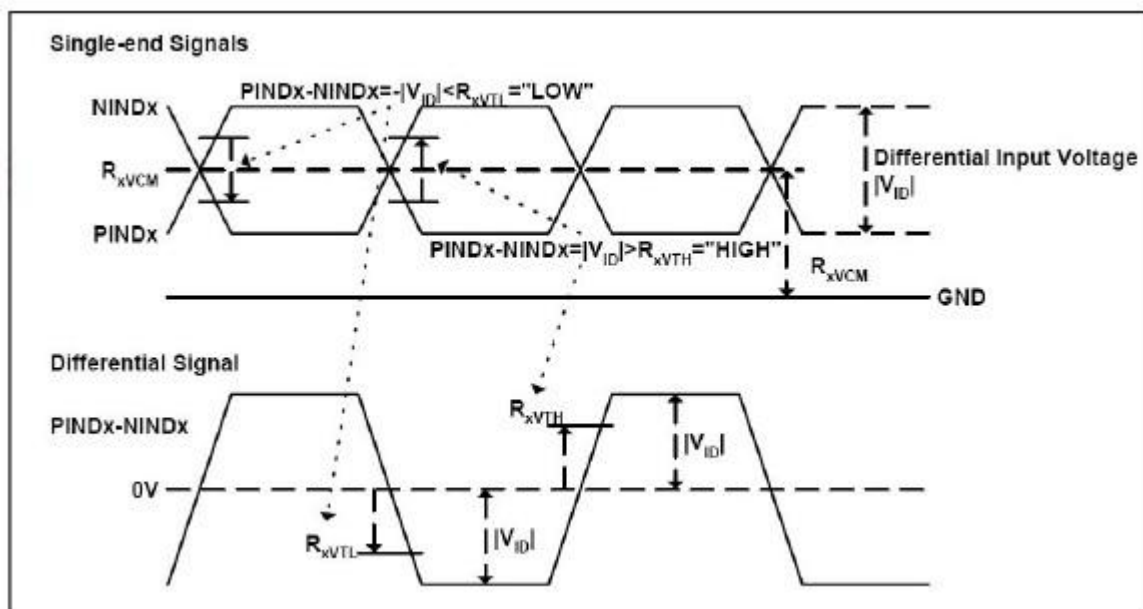 Single-end Signals
PINDx-NINDx=-|VID|<RxVTL="LOW"
NINDx
RxVCM
PINDx
Differential Input Voltage
|VID|
PINDx-NINDx=|VID|>RxVTH="HIGH"
RxVCM
GND
Differential Signal
PINDx-NINDx
RxVTH
|VID|
0V
RxVTL
|VID|